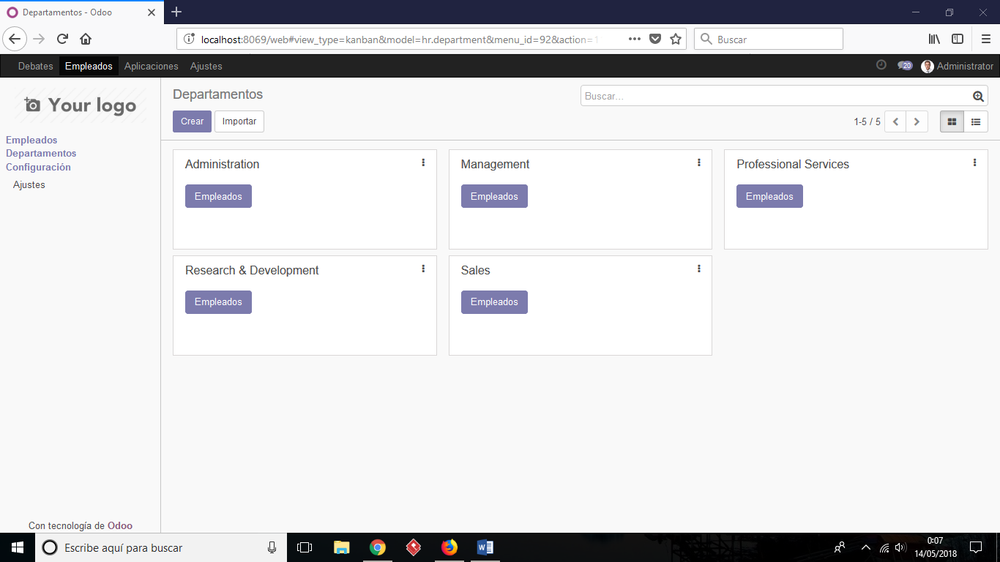 Departamentos - Odoo
localhost:8069/web#view_type=kanban&model=hr.department&menu_id=92&action=1
Buscar
Debates Empleados Aplicaciones Ajustes 20 Administrator
Your logo
Empleados
Departamentos
Configuración
Ajustes
Departamentos
Buscar...
Crear Importar 1-5 / 5
Administration Management Professional Services
Empleados Empleados Empleados
Research & Development Sales
Empleados Empleados
Con tecnología de Odoo
Escribe aquí para buscar
0:07
14/05/2018